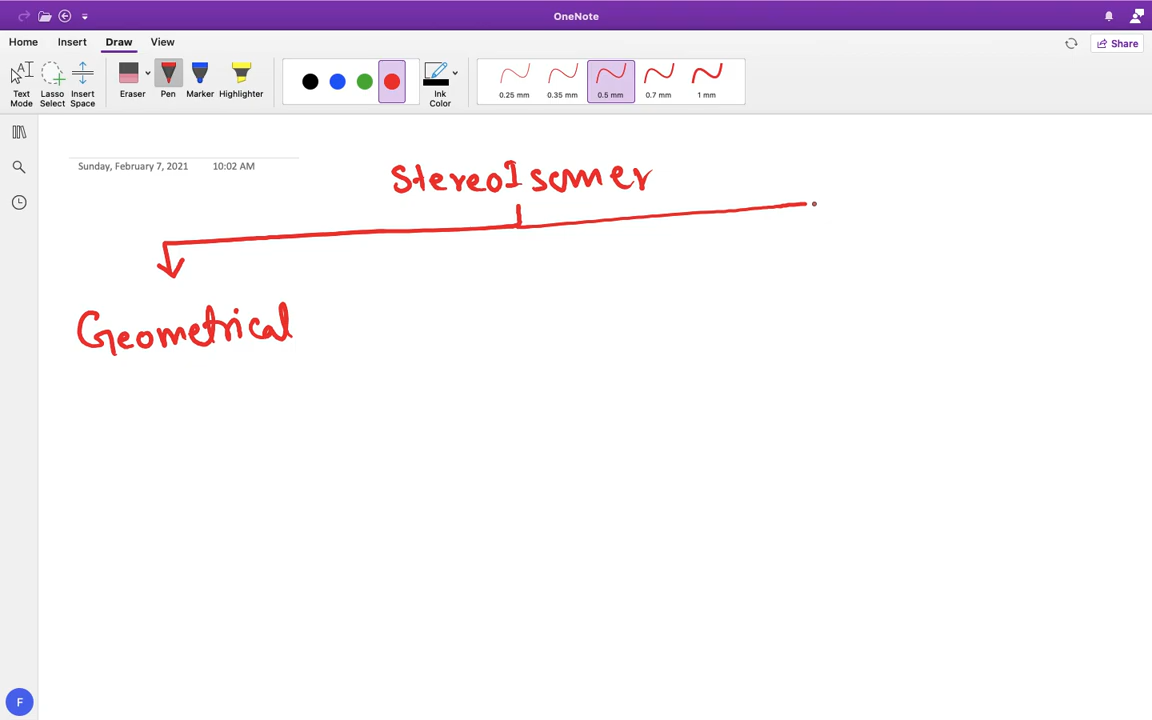 OneNote
Home Insert Draw View
Share
Text Mode
Lasso Select
Insert Space
Eraser
Pen
Marker
Highlighter
Ink Color
0.25 mm
0.35 mm
0.5 mm
0.7 mm
1 mm
Sunday, February 7, 2021 10:02 AM
StereoIsomer
Geometrical
F